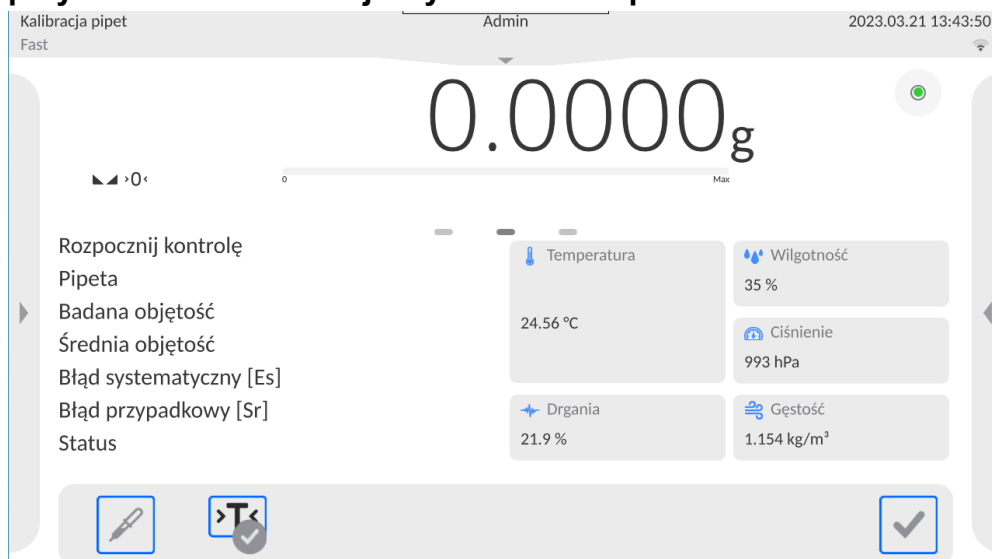 Kalibracja pipet
Admin
2023.03.21 13:43:50
Fast
0.0000 g
>0<
0
Max
Rozpocznij kontrolę
Pipeta
Badana objętość
Średnia objętość
Błąd systematyczny [Es]
Błąd przypadkowy [Sr]
Status
Temperatura
24.56 °C
Wilgotność
35 %
Ciśnienie
993 hPa
Drgania
21.9 %
Gęstość
1.154 kg/m³
>T<